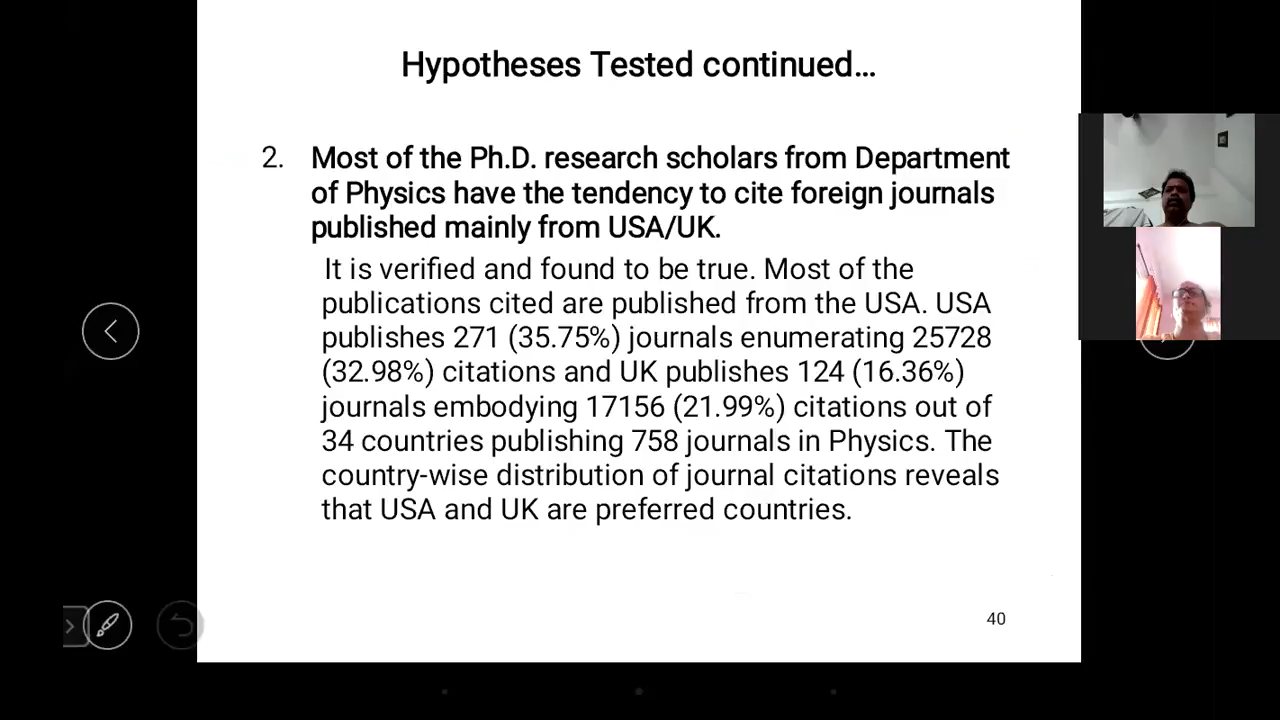 Hypotheses Tested continued...
2. Most of the Ph.D. research scholars from Department
of Physics have the tendency to cite foreign journals
published mainly from USA/UK.
It is verified and found to be true. Most of the
publications cited are published from the USA. USA
publishes 271 (35.75%) journals enumerating 25728
(32.98%) citations and UK publishes 124 (16.36%)
journals embodying 17156 (21.99%) citations out of
34 countries publishing 758 journals in Physics. The
country-wise distribution of journal citations reveals
that USA and UK are preferred countries.
40